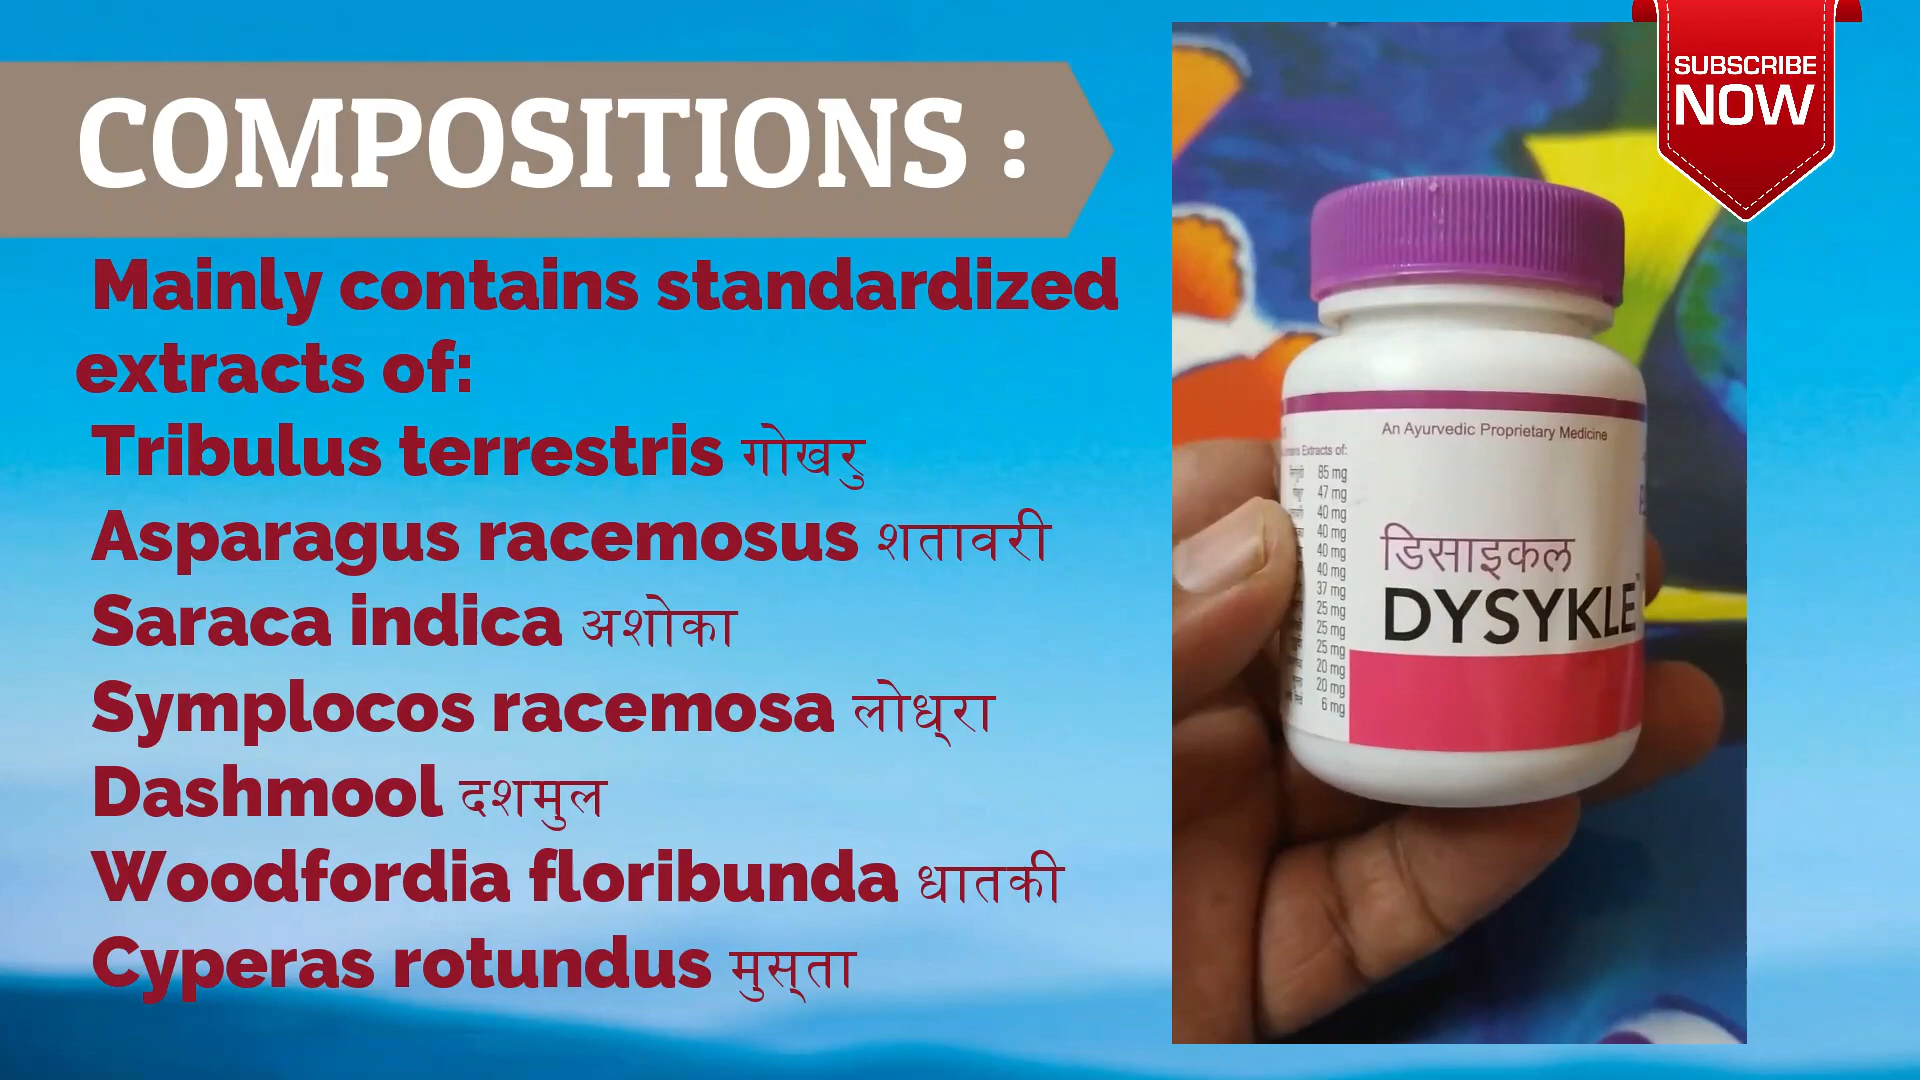 COMPOSITIONS :
Mainly contains standardized
extracts of:
Tribulus terrestris गोखरु
Asparagus racemosus शतावरी
Saraca indica अशोका
Symplocos racemosa लोध्‌रा
Dashmool दशमुल
Woodfordia floribunda धातकी
Cyperas rotundus मुस्‌ता
SUBSCRIBE
NOW
An Ayurvedic Proprietary Medicine
Extracts of:
85 mg
47 mg
40 mg
40 mg
40 mg
40 mg
37 mg
25 mg
25 mg
25 mg
20 mg
20 mg
6 mg
डिसाइकल
DYSYKLE